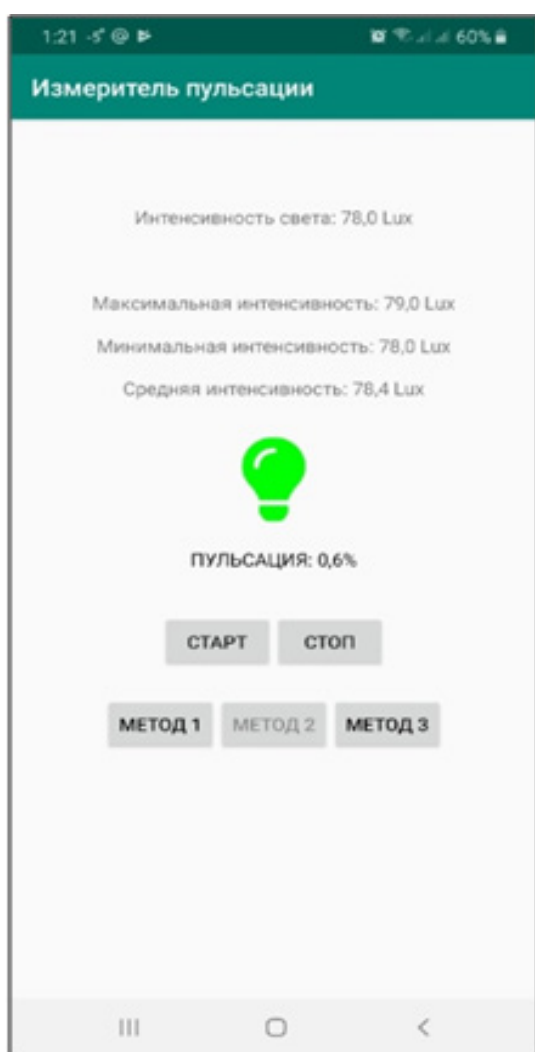 1:21 -5° @
60%
Измеритель пульсации
Интенсивность света: 78,0 Lux
Максимальная интенсивность: 79,0 Lux
Минимальная интенсивность: 78,0 Lux
Средняя интенсивность: 78,4 Lux
ПУЛЬСАЦИЯ: 0,6%
СТАРТ СТОП
МЕТОД 1 МЕТОД 2 МЕТОД 3